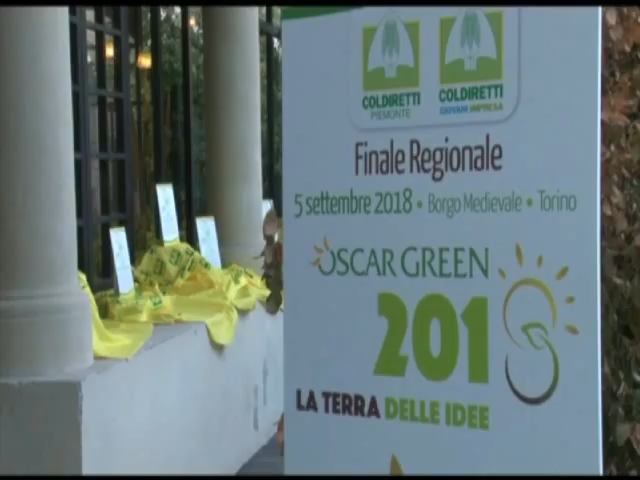 COLDIRETTI
PIEMONTE
COLDIRETTI
GIOVANI IMPRESA
Finale Regionale
5 settembre 2018 • Borgo Medievale • Torino
OSCAR GREEN
2018
LA TERRA DELLE IDEE